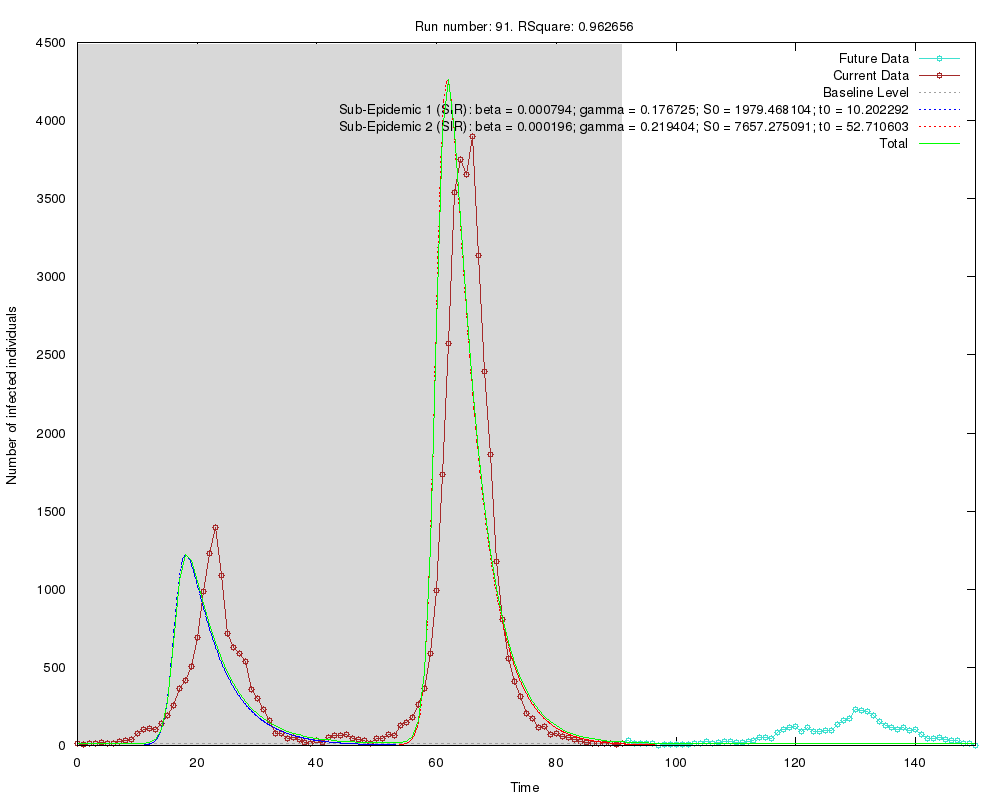 Run number: 91. RSquare: 0.962656
4500
4000
3500
3000
2500
2000
1500
1000
500
0
Number of infected individuals
Future Data
Current Data
Baseline Level
Sub-Epidemic 1 (SIR): beta = 0.000794; gamma = 0.176725; S0 = 1979.468104; t0 = 10.202292
Sub-Epidemic 2 (SIR): beta = 0.000196; gamma = 0.219404; S0 = 7657.275091; t0 = 52.710603
Total
0 20 40 60 80 100 120 140
Time